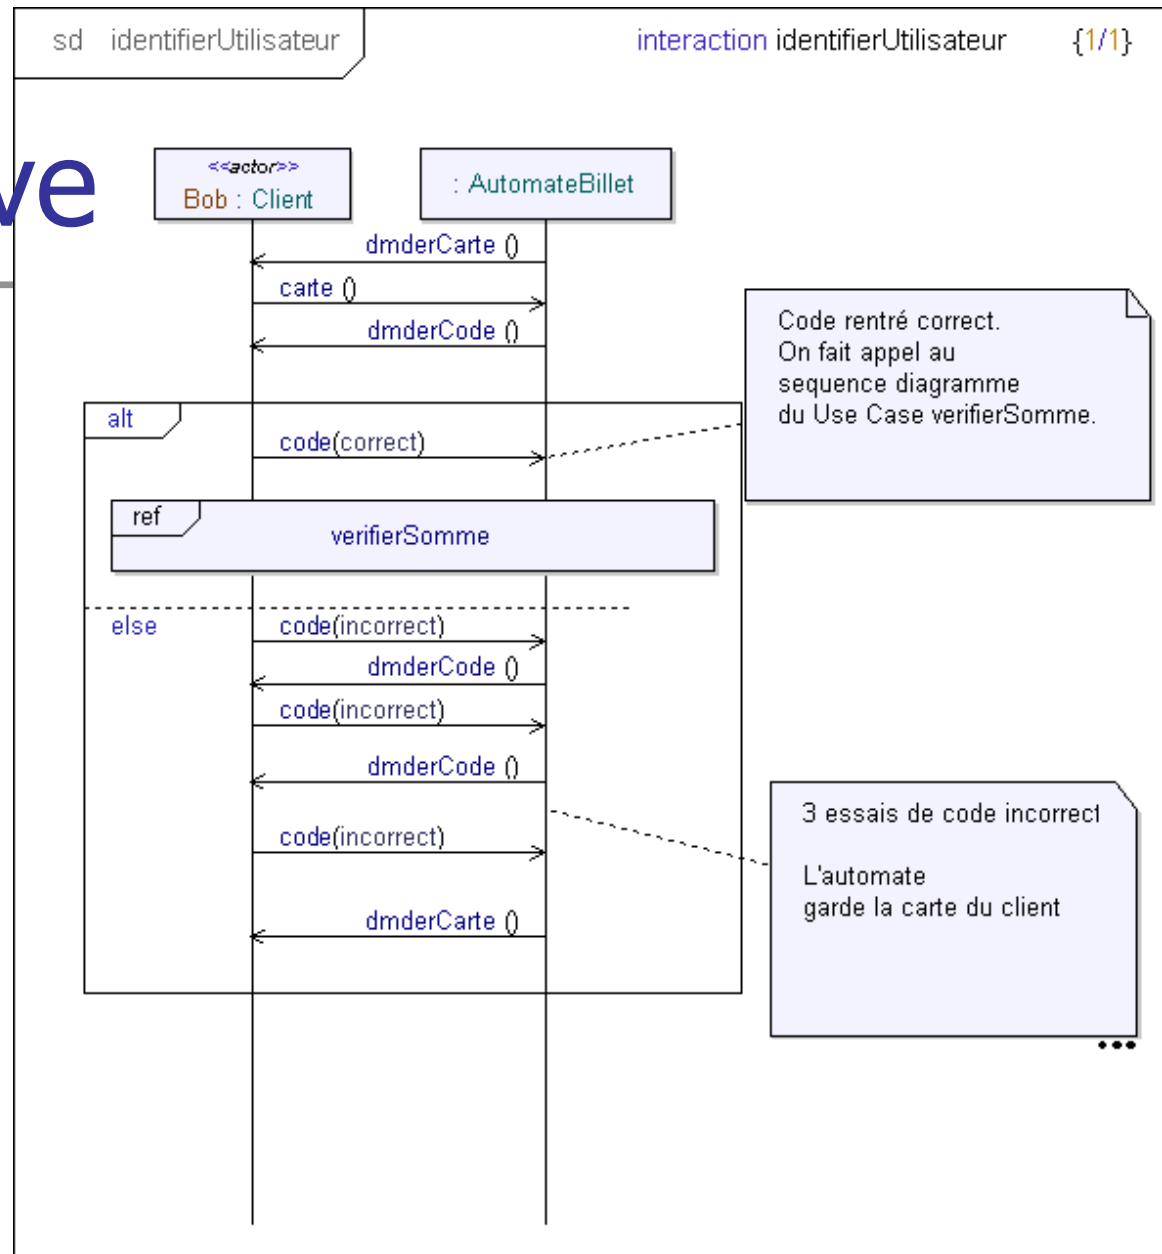 sd identifierUtilisateur
interaction identifierUtilisateur {1/1}
ve
<<actor>>
Bob : Client
: AutomateBillet
dmderCarte ()
carte ()
dmderCode ()
Code rentré correct.
On fait appel au
sequence diagramme
du Use Case verifierSomme.
alt
code(correct)
ref
verifierSomme
else
code(incorrect)
dmderCode ()
code(incorrect)
dmderCode ()
3 essais de code incorrect
code(incorrect)
L'automate
garde la carte du client
dmderCarte ()